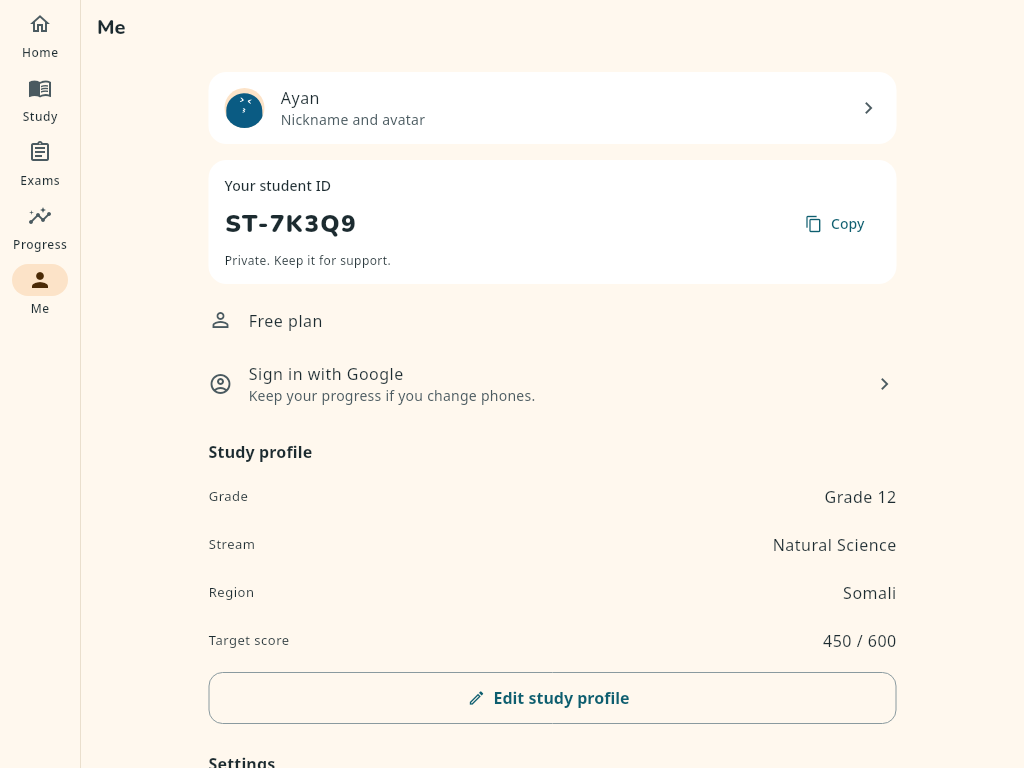 Me
Home
Study
Exams
Progress
Me
Ayan
Nickname and avatar
Your student ID
ST-7K3Q9
Copy
Private. Keep it for support.
Free plan
Sign in with Google
Keep your progress if you change phones.
Study profile
Grade
Grade 12
Stream
Natural Science
Region
Somali
Target score
450 / 600
Edit study profile
Settings